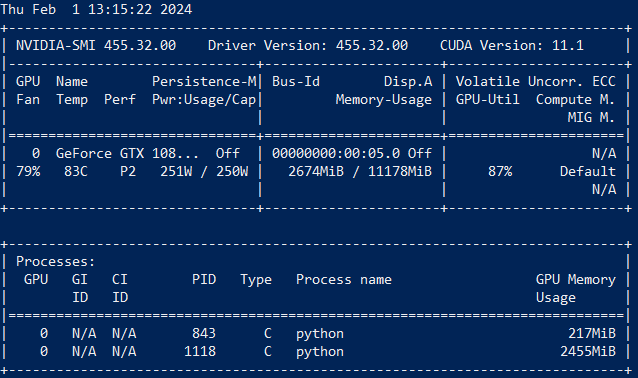 Thu Feb  1 13:15:22 2024
+-----------------------------------------------------------------------------+
| NVIDIA-SMI 455.32.00    Driver Version: 455.32.00    CUDA Version: 11.1     |
|-------------------------------+----------------------+----------------------+
| GPU  Name        Persistence-M| Bus-Id        Disp.A | Volatile Uncorr. ECC |
| Fan  Temp  Perf  Pwr:Usage/Cap|         Memory-Usage | GPU-Util  Compute M. |
|                               |                      |               MIG M. |
|===============================+======================+======================|
|   0  GeForce GTX 108...  Off  | 00000000:00:05.0 Off |                  N/A |
| 79%   83C    P2   251W / 250W |   2674MiB / 11178MiB |     87%      Default |
|                               |                      |                  N/A |
+-------------------------------+----------------------+----------------------+

+-----------------------------------------------------------------------------+
| Processes:                                                                  |
|  GPU   GI   CI        PID   Type   Process name                  GPU Memory |
|        ID   ID                                                   Usage      |
|=============================================================================|
|    0   N/A  N/A       843      C   python                            217MiB |
|    0   N/A  N/A      1118      C   python                           2455MiB |
+-----------------------------------------------------------------------------+